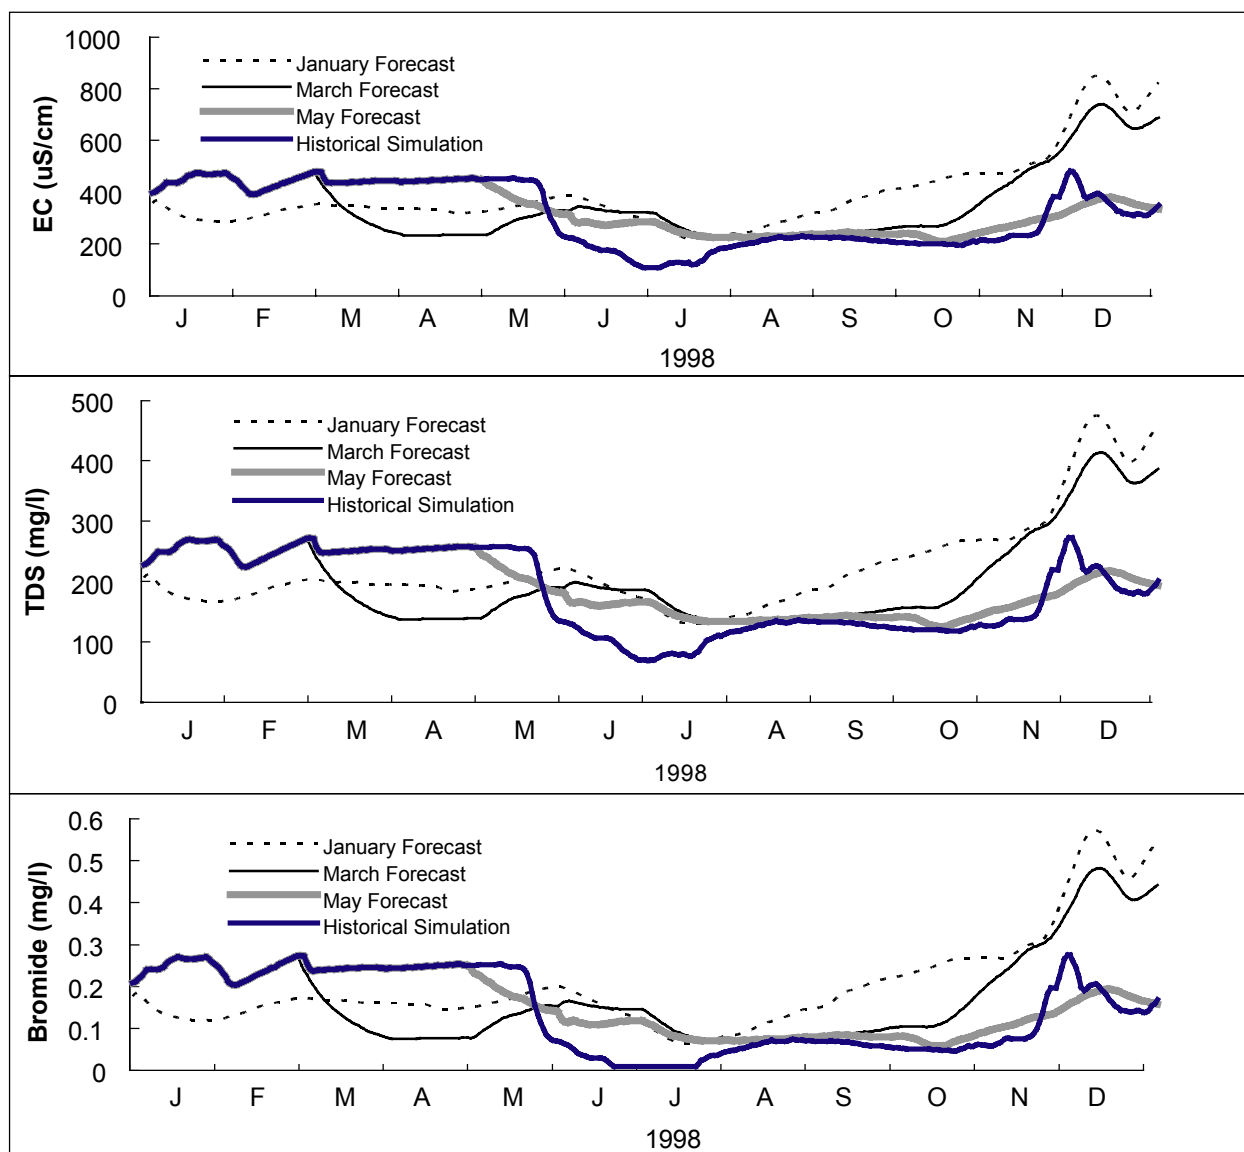 1000
800
600
400
200
0
EC (uS/cm)
January Forecast
March Forecast
May Forecast
Historical Simulation
J F M A M J J A S O N D
1998
500
400
300
200
100
0
TDS (mg/l)
January Forecast
March Forecast
May Forecast
Historical Simulation
J F M A M J J A S O N D
1998
0.6
0.5
0.4
0.3
0.2
0.1
0
Bromide (mg/l)
January Forecast
March Forecast
May Forecast
Historical Simulation
J F M A M J J A S O N D
1998